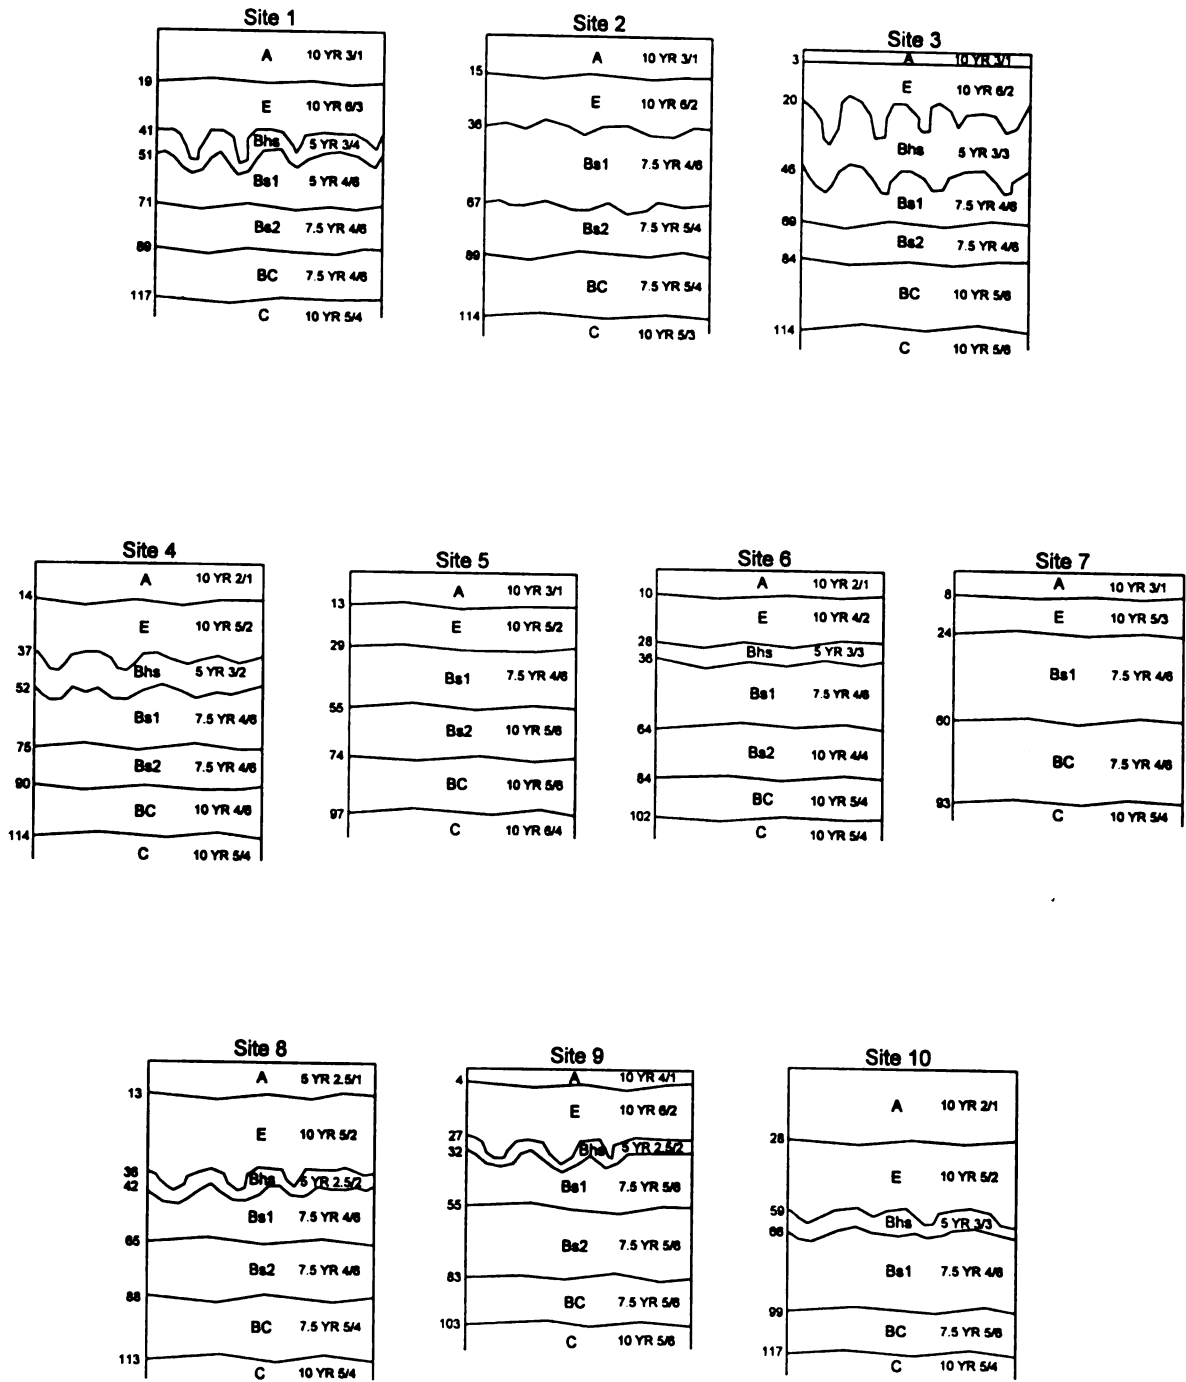 Site 1
A 10 YR 3/1
19
E 10 YR 6/3
41
Bhs 5 YR 3/4
51
Bs1 5 YR 4/6
71
Bs2 7.5 YR 4/6
89
BC 7.5 YR 4/6
117
C 10 YR 5/4
Site 2
A 10 YR 3/1
15
E 10 YR 6/2
36
Bs1 7.5 YR 4/6
67
Bs2 7.5 YR 5/4
89
BC 7.5 YR 5/4
114
C 10 YR 5/3
Site 3
A 10 YR 3/1
3
E 10 YR 6/2
20
Bhs 5 YR 3/3
46
Bs1 7.5 YR 4/6
69
Bs2 7.5 YR 4/6
84
BC 10 YR 5/6
114
C 10 YR 5/6
Site 4
A 10 YR 2/1
14
E 10 YR 5/2
37
Bhs 5 YR 3/2
52
Bs1 7.5 YR 4/6
75
Bs2 7.5 YR 4/6
90
BC 10 YR 4/6
114
C 10 YR 5/4
Site 5
A 10 YR 3/1
13
E 10 YR 5/2
29
Bs1 7.5 YR 4/6
55
Bs2 10 YR 5/6
74
BC 10 YR 5/6
97
C 10 YR 6/4
Site 6
A 10 YR 2/1
10
E 10 YR 4/2
28
Bhs 5 YR 3/3
36
Bs1 7.5 YR 4/6
64
Bs2 10 YR 4/4
84
BC 10 YR 5/4
102
C 10 YR 5/4
Site 7
A 10 YR 3/1
8
E 10 YR 5/3
24
Bs1 7.5 YR 4/6
60
BC 7.5 YR 4/6
93
C 10 YR 5/4
Site 8
A 5 YR 2.5/1
13
E 10 YR 5/2
36
Bhs 5 YR 2.5/2
42
Bs1 7.5 YR 4/6
65
Bs2 7.5 YR 4/6
88
BC 7.5 YR 5/4
113
C 10 YR 5/4
Site 9
A 10 YR 4/1
4
E 10 YR 6/2
27
Bhs 5 YR 2.5/2
32
Bs1 7.5 YR 5/6
55
Bs2 7.5 YR 5/6
83
BC 7.5 YR 5/6
103
C 10 YR 5/6
Site 10
A 10 YR 2/1
28
E 10 YR 5/2
59
Bhs 5 YR 3/3
66
Bs1 7.5 YR 4/6
99
BC 7.5 YR 5/6
117
C 10 YR 5/4